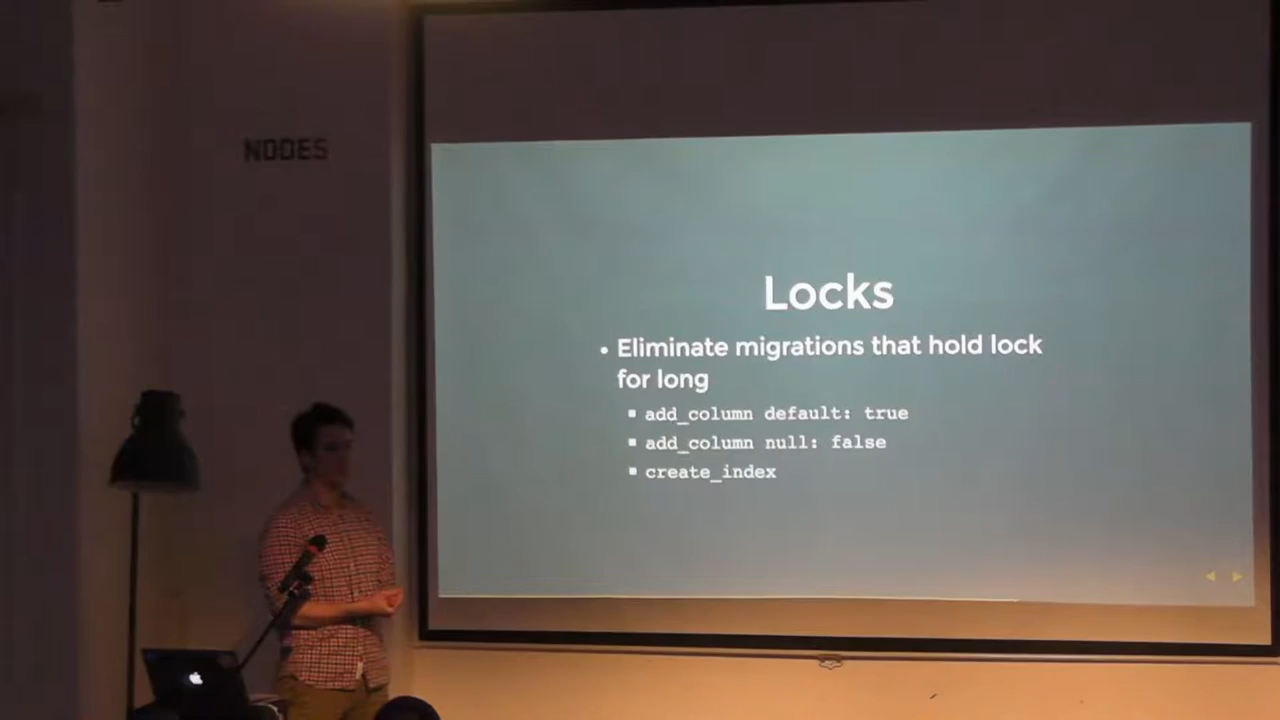 NODES
Locks
• Eliminate migrations that hold lock
for long
▪ add_column default: true
▪ add_column null: false
▪ create_index